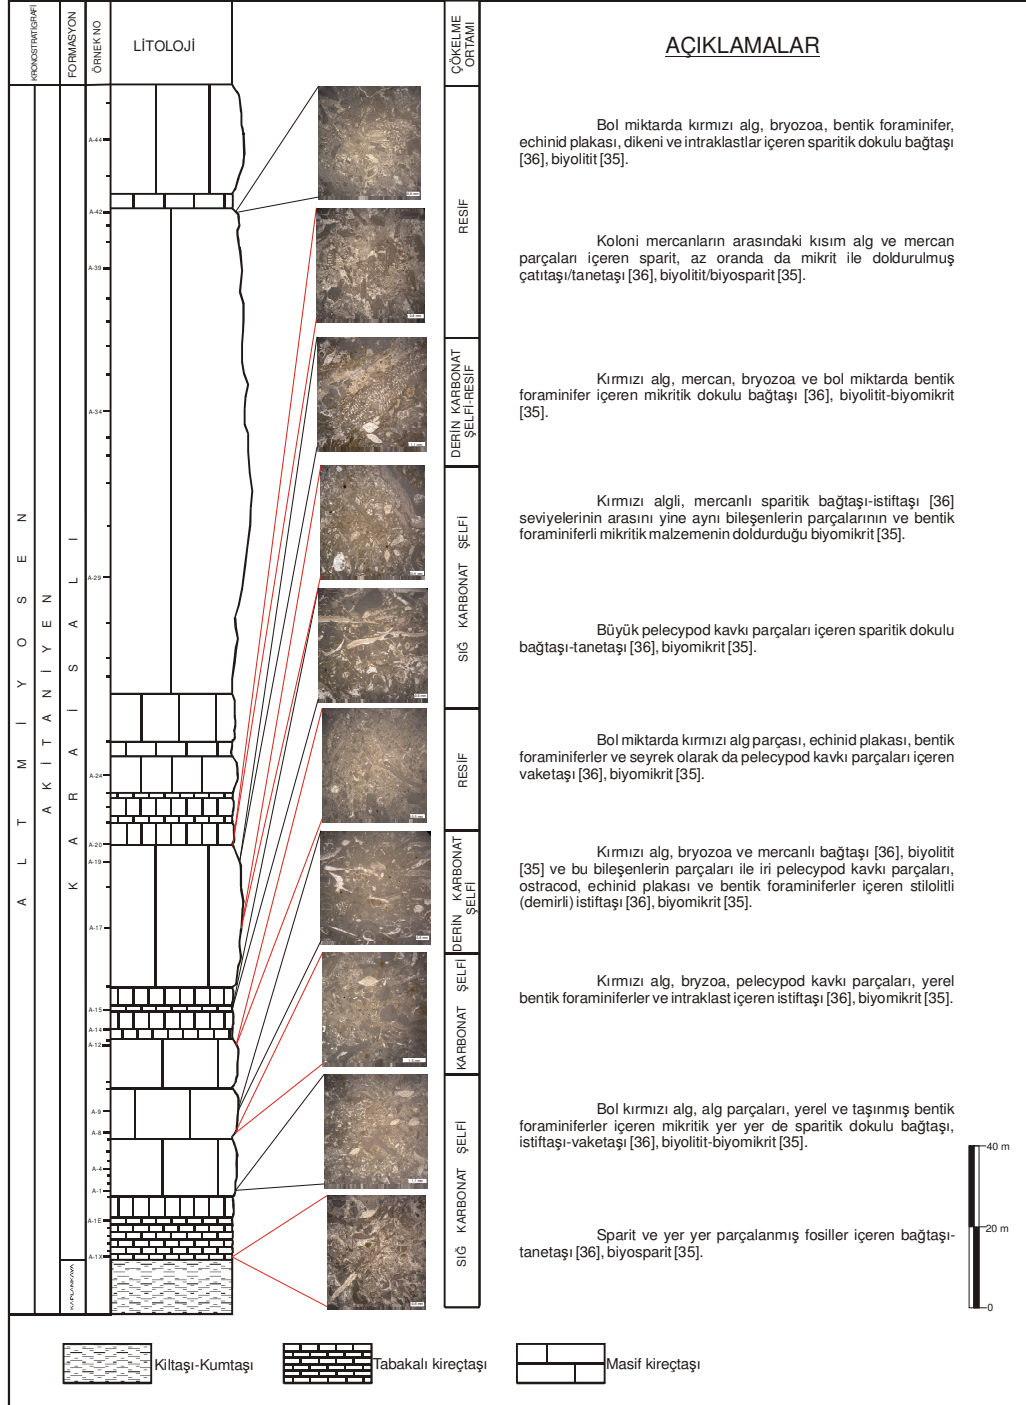 KRONOSTRATİGRAFİ
FORMASYON
ÖRNEK NO
LİTOLOJİ
ÇÖKELME
ORTAMI
AÇIKLAMALAR
ALT MİYOSEN
AKİTANİYEN
KARAİSALI
KAPLANKAYA
A-44
A-42
A-39
A-34
A-29
A-24
A-20
A-19
A-17
A-15
A-14
A-12
A-9
A-8
A-4
A-1
A-1E
A-1X
RESİF
DERİN KARBONAT
ŞELFİ-RESİF
SIĞ KARBONAT ŞELFİ
RESİF
DERİN KARBONAT
ŞELFİ
KARBONAT ŞELFİ
SIĞ KARBONAT ŞELFİ
Bol miktarda kırmızı alg, bryozoa, bentik foraminifer,
echinid plakası, dikeni ve intraklastlar içeren sparitik dokulu bağtaşı
[36], biyolitit [35].
Koloni mercanların arasındaki kısım alg ve mercan
parçaları içeren sparit, az oranda da mikrit ile doldurulmuş
çatıtaşı/tanetaşı [36], biyolitit/biyosparit [35].
Kırmızı alg, mercan, bryozoa ve bol miktarda bentik
foraminifer içeren mikritik dokulu bağtaşı [36], biyolitit-biyomikrit
[35].
Kırmızı algli, mercanlı sparitik bağtaşı-istiftaşı [36]
seviyelerinin arasını yine aynı bileşenlerin parçalarının ve bentik
foraminiferli mikritik malzemenin doldurduğu biyomikrit [35].
Büyük pelecypod kavkı parçaları içeren sparitik dokulu
bağtaşı-tanetaşı [36], biyomikrit [35].
Bol miktarda kırmızı alg parçası, echinid plakası, bentik
foraminiferler ve seyrek olarak da pelecypod kavkı parçaları içeren
vaketaşı [36], biyomikrit [35].
Kırmızı alg, bryozoa ve mercanlı bağtaşı [36], biyolitit
[35] ve bu bileşenlerin parçaları ile iri pelecypod kavkı parçaları,
ostracod, echinid plakası ve bentik foraminiferler içeren stilolitli
(demirli) istiftaşı [36], biyomikrit [35].
Kırmızı alg, bryzoa, pelecypod kavkı parçaları, yerel
bentik foraminiferler ve intraklast içeren istiftaşı [36], biyomikrit [35].
Bol kırmızı alg, alg parçaları, yerel ve taşınmış bentik
foraminiferler içeren mikritik yer yer de sparitik dokulu bağtaşı,
istiftaşı-vaketaşı [36], biyolitit-biyomikrit [35].
Sparit ve yer yer parçalanmış fosiller içeren bağtaşı-
tanetaşı [36], biyosparit [35].
40 m
20 m
0
Kiltaşı-Kumtaşı
Tabakalı kireçtaşı
Masif kireçtaşı